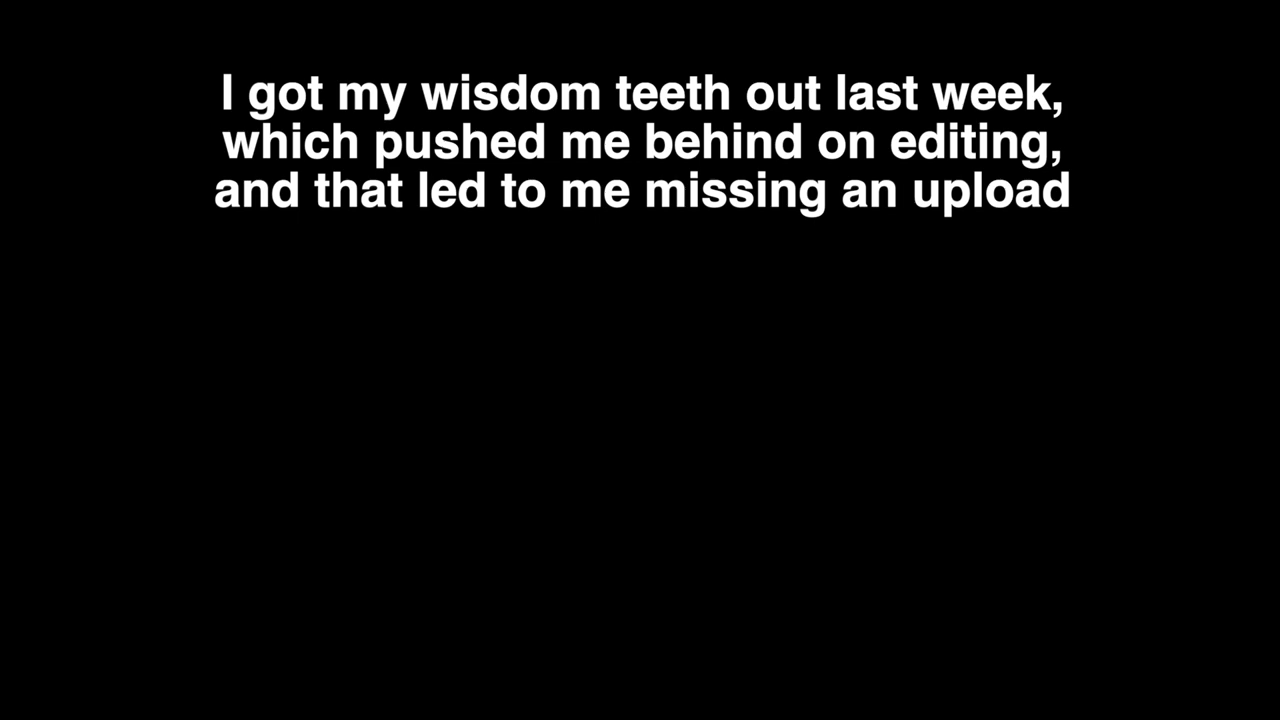 I got my wisdom teeth out last week,
which pushed me behind on editing,
and that led to me missing an upload